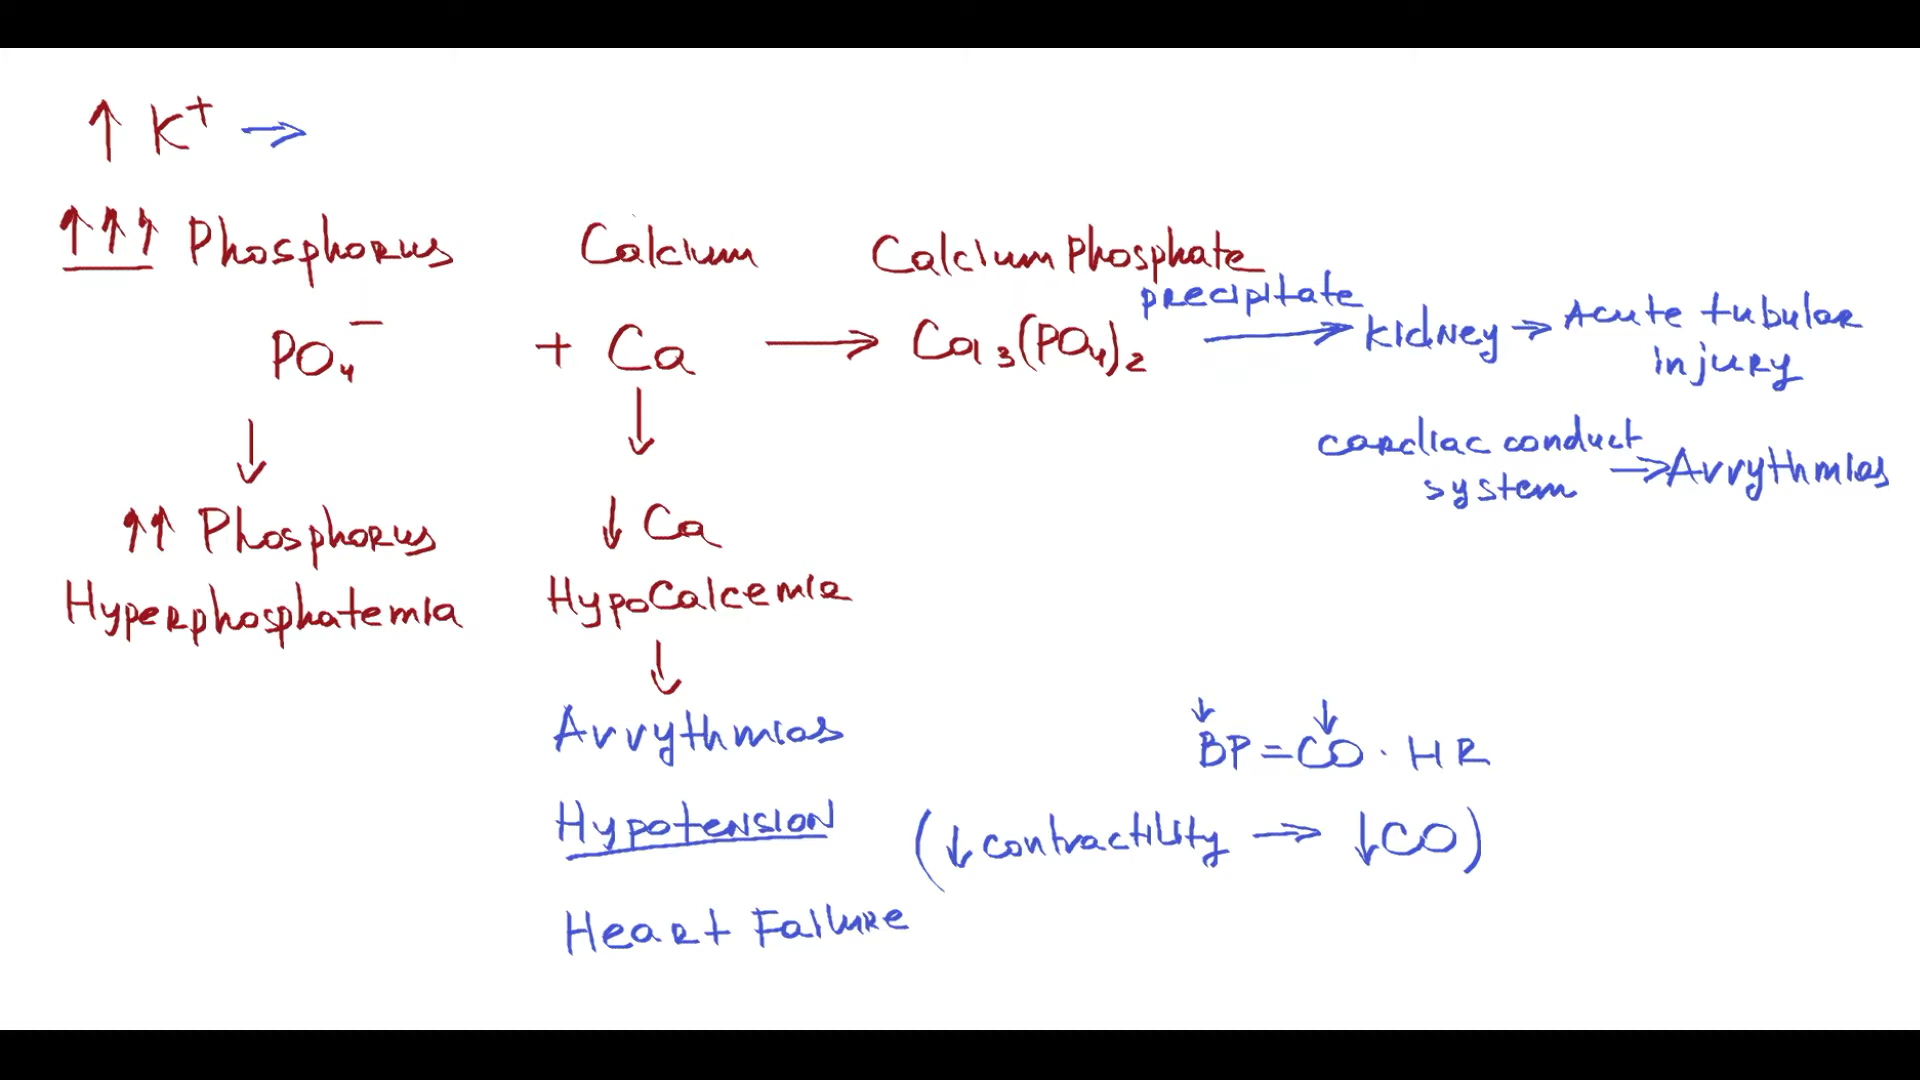 ↑ K⁺ →
↑↑↑ Phosphorus Calcium Calcium Phosphate
PO₄⁻ + Ca → Ca₃(PO₄)₂ precipitate → Kidney → Acute tubular
injury
cardiac conduct
system → Arrythmias
↓ ↓
↑↑ Phosphorus ↓ Ca
Hyperphosphatemia HypoCalcemia
↓
Arrythmias
↓ ↓
BP = CO · HR
Hypotension (↓ contractility → ↓ CO)
Heart Failure